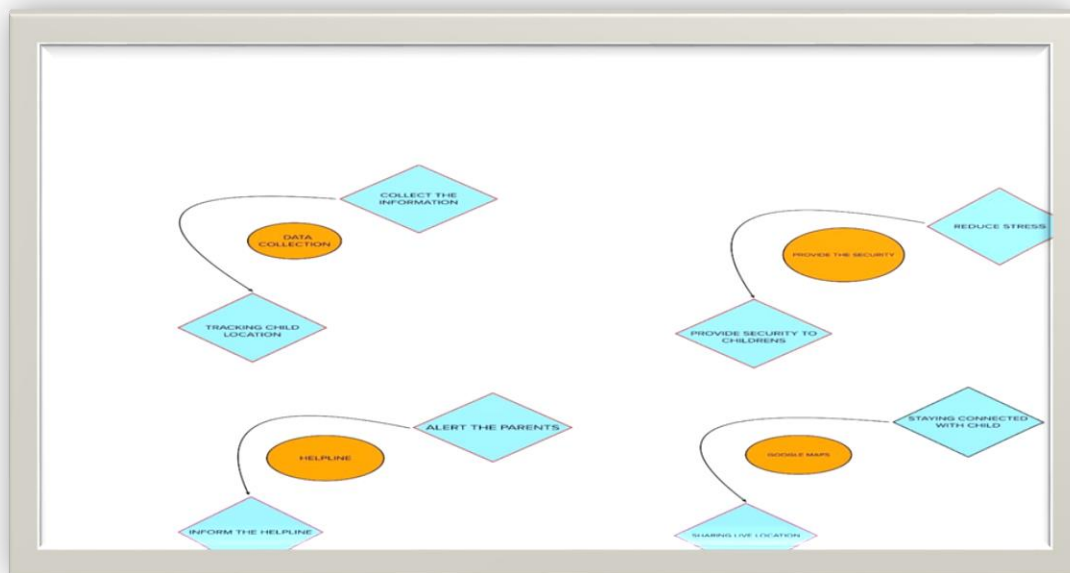 COLLECT THE
INFORMATION
DATA
COLLECTION
TRACKING CHILD
LOCATION
REDUCE STRESS
PROVIDE THE SECURITY
PROVIDE SECURITY TO
CHILDRENS
ALERT THE PARENTS
HELPLINE
INFORM THE HELPLINE
STAYING CONNECTED
WITH CHILD
GOOGLE MAPS
SHARING LIVE LOCATION